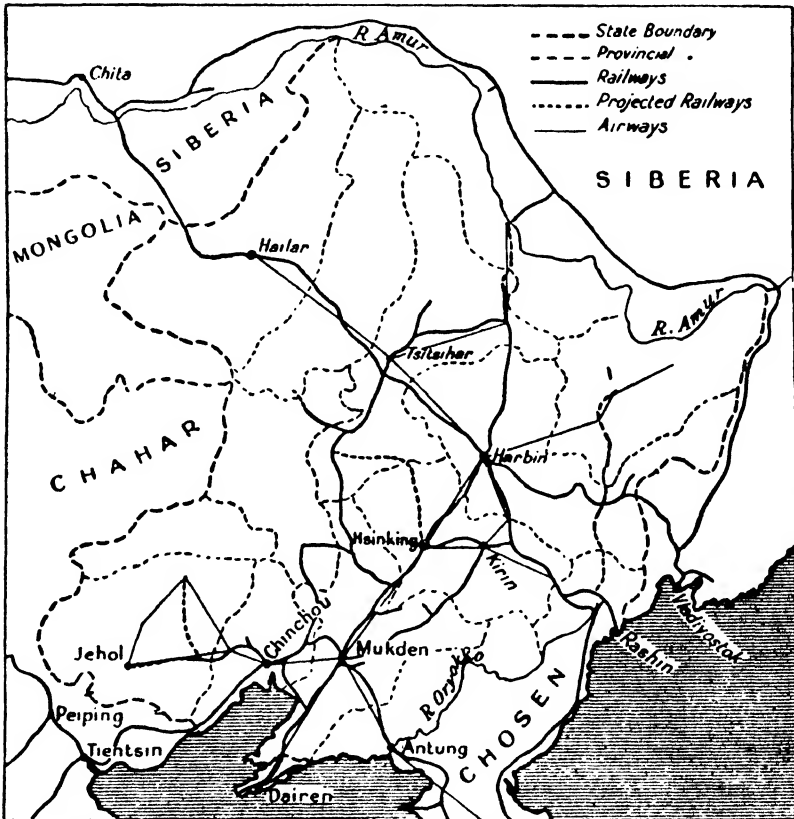 State Boundary
Provincial "
Railways
Projected Railways
Airways
R. Amur
Chita
SIBERIA
SIBERIA
MONGOLIA
Hailar
R. Amur
Tsitsihar
CHAHAR
Harbin
Hsinking
Kirin
Chinchou
Jehol
Mukden
Rashin
Vladivostok
R Oryokko
Peiping
Tientsin
Antung
CHOSEN
Dairen